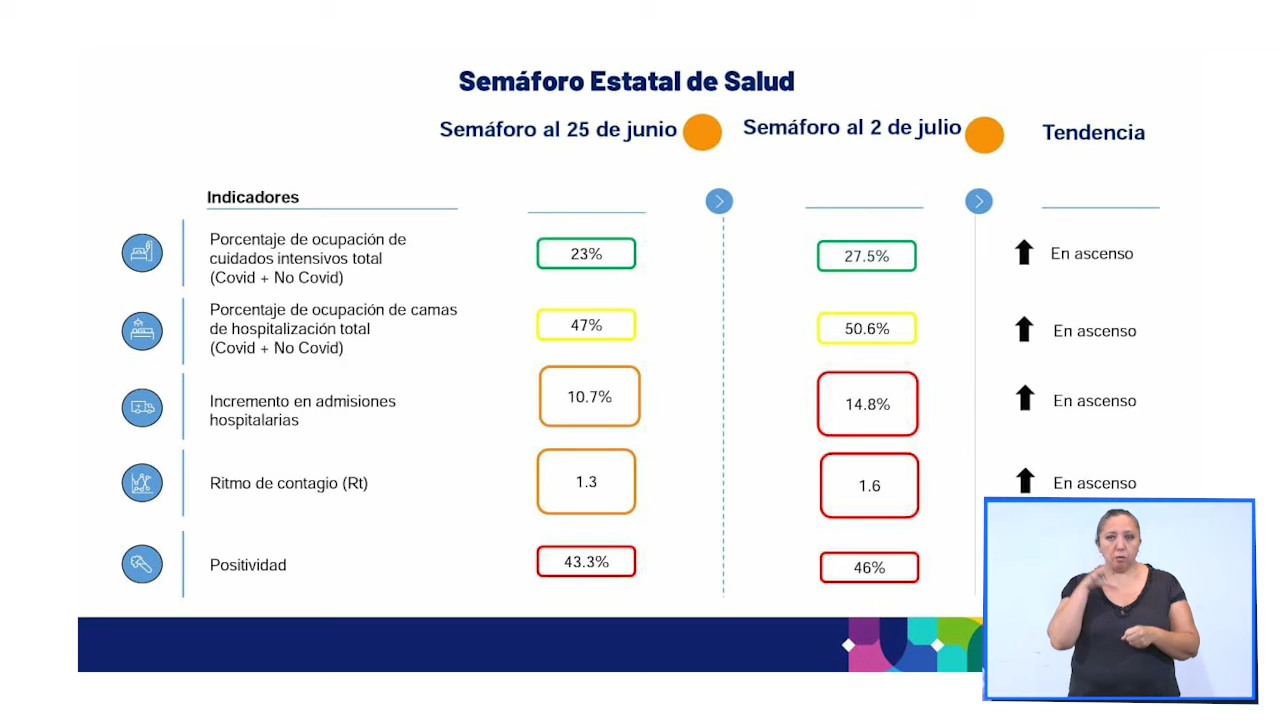 Semáforo Estatal de Salud
Semáforo al 25 de junio
Semáforo al 2 de julio
Tendencia
Indicadores
Porcentaje de ocupación de
cuidados intensivos total
(Covid + No Covid)
23%
27.5%
En ascenso
Porcentaje de ocupación de camas
de hospitalización total
(Covid + No Covid)
47%
50.6%
En ascenso
Incremento en admisiones
hospitalarias
10.7%
14.8%
En ascenso
Ritmo de contagio (Rt)
1.3
1.6
En ascenso
Positividad
43.3%
46%